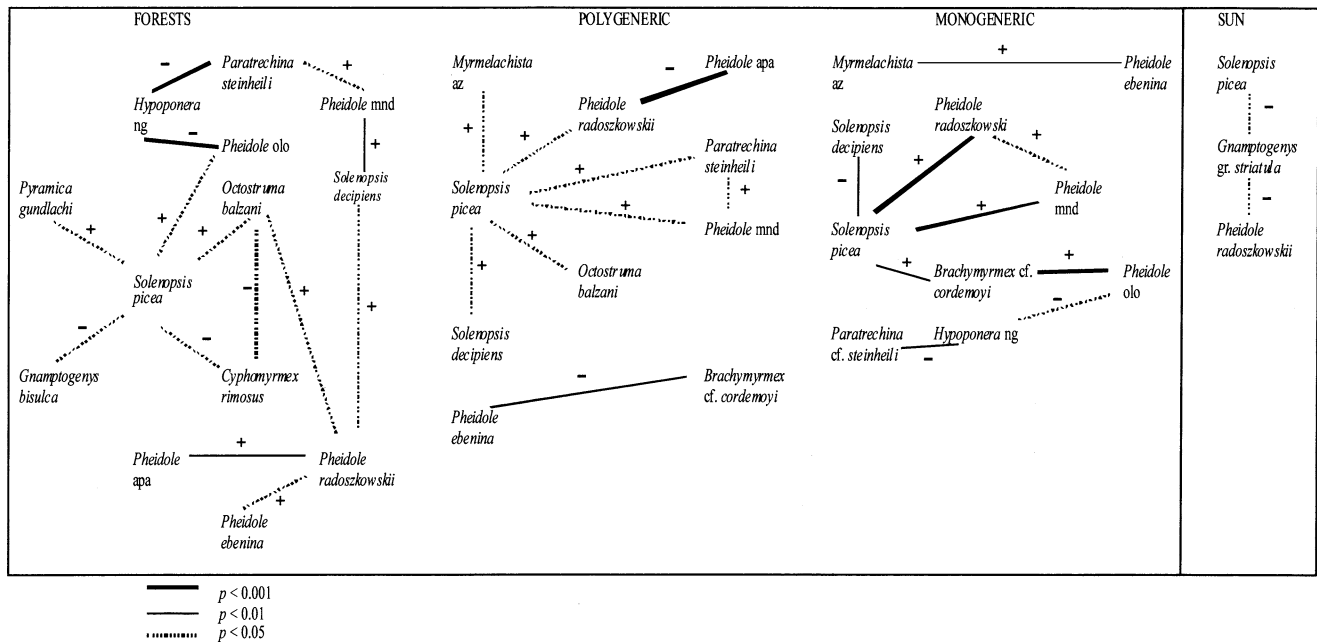 FORESTS
Paratrechina
steinheili
Hypoponera
ng
Pheidole mnd
Pheidole olo
Solenopsis
decipiens
Pyramica
gundlachi
Octostruma
balzani
Solenopsis
picea
Gnamptogenys
bisulca
Cyphomyrmex
rimosus
Pheidole
apa
Pheidole
radoszkowskii
Pheidole
ebenina
− + − + + + + − + + − − + +
POLYGENERIC
Myrmelachista
az
Pheidole apa
Pheidole
radoszkowskii
Paratrechina
steinheili
Solenopsis
picea
Pheidole mnd
Octostruma
balzani
Solenopsis
decipiens
Brachymyrmex
cf. cordemoyi
Pheidole
ebenina
− + + + + + + + −
MONOGENERIC
Myrmelachista
az
Pheidole
ebenina
Pheidole
radoszkowski
Solenopsis
decipiens
Pheidole
mnd
Solenopsis
picea
Brachymyrmex cf.
cordemoyi
Pheidole
olo
Paratrechina
cf. steinheili
Hypoponera ng
+ + + − + + + − −
SUN
Solenopsis
picea
−
Gnamptogenys
gr. striatula
−
Pheidole
radoszkowskii
p < 0.001
p < 0.01
p < 0.05